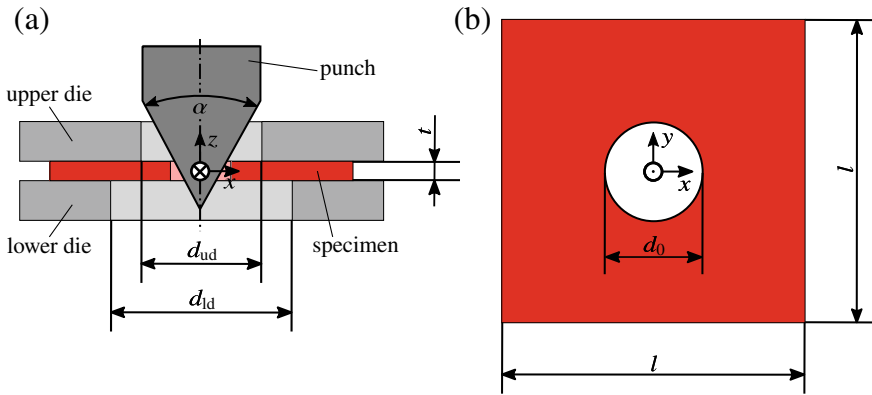 (a)
(b)
punch
upper die
α
z
x
t
lower die
specimen
d_ud
d_ld
y
x
d_0
l
l